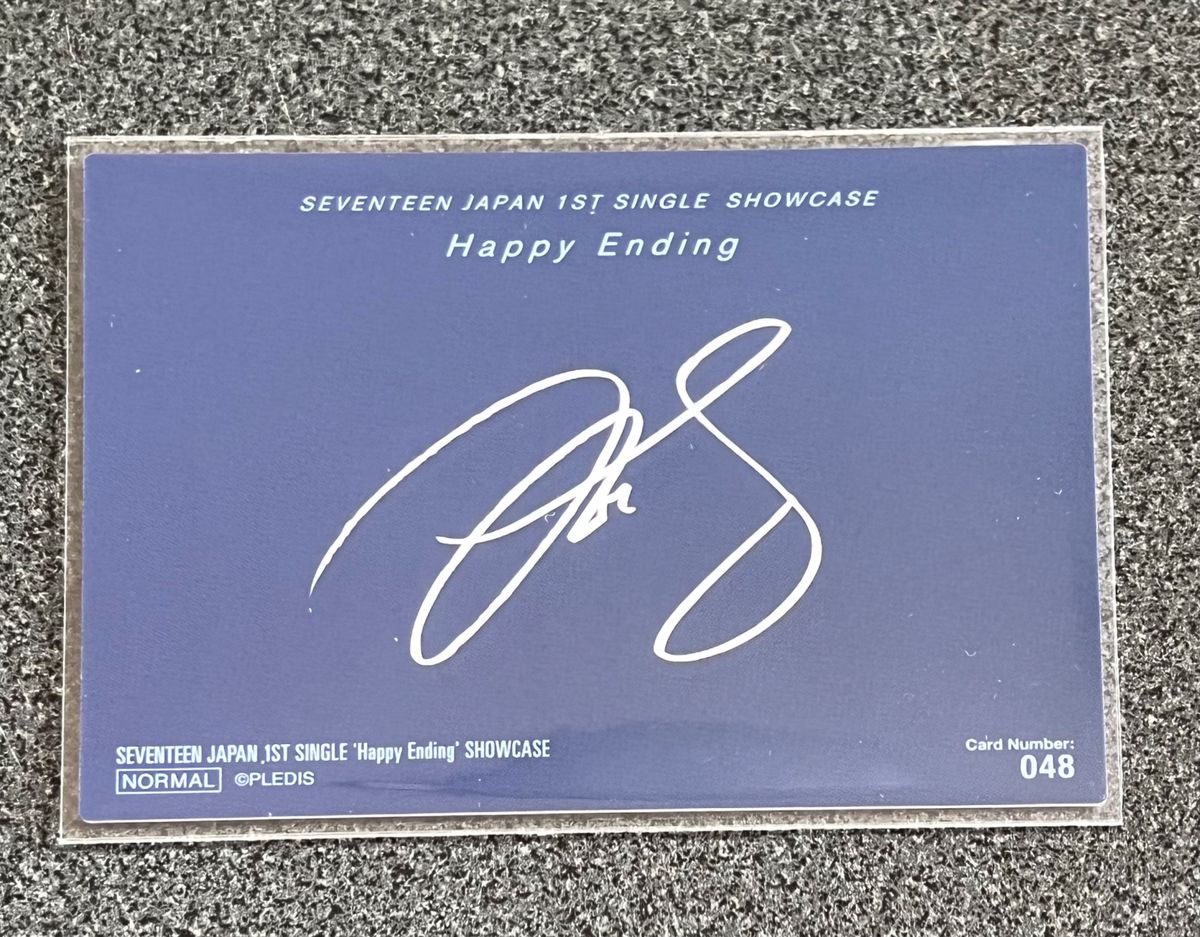 SEVENTEEN JAPAN 1ST SINGLE SHOWCASE
Happy Ending
SEVENTEEN JAPAN 1ST SINGLE 'Happy Ending' SHOWCASE
NORMAL ©PLEDIS
Card Number:
048